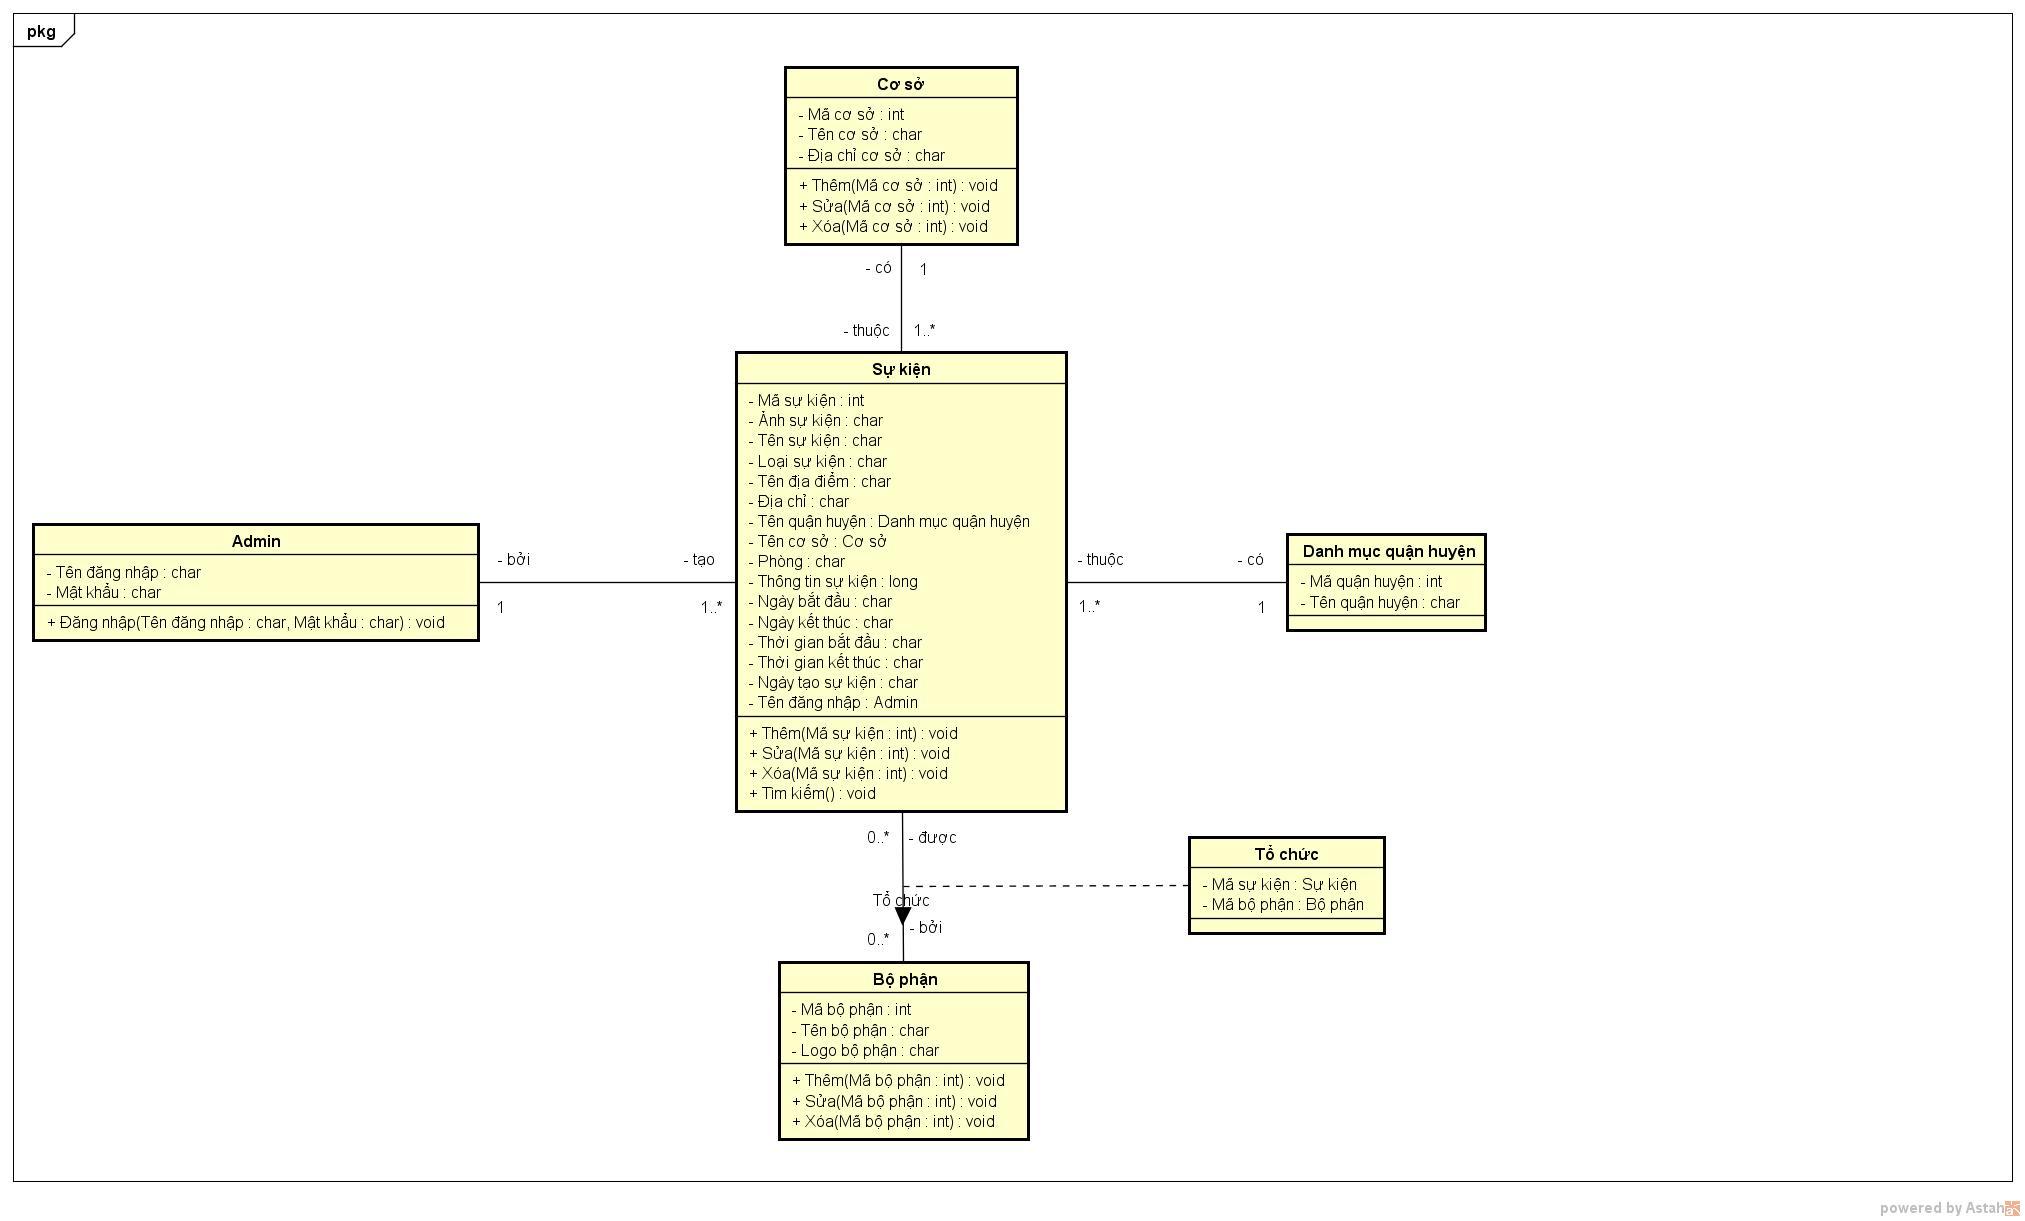 pkg
Cơ sở
- Mã cơ sở : int
- Tên cơ sở : char
- Địa chỉ cơ sở : char
+ Thêm(Mã cơ sở : int) : void
+ Sửa(Mã cơ sở : int) : void
+ Xóa(Mã cơ sở : int) : void
- có
1
- thuộc
1..*
Sự kiện
- Mã sự kiện : int
- Ảnh sự kiện : char
- Tên sự kiện : char
- Loại sự kiện : char
- Tên địa điểm : char
- Địa chỉ : char
- Tên quận huyện : Danh mục quận huyện
- Tên cơ sở : Cơ sở
- Phòng : char
- Thông tin sự kiện : long
- Ngày bắt đầu : char
- Ngày kết thúc : char
- Thời gian bắt đầu : char
- Thời gian kết thúc : char
- Ngày tạo sự kiện : char
- Tên đăng nhập : Admin
+ Thêm(Mã sự kiện : int) : void
+ Sửa(Mã sự kiện : int) : void
+ Xóa(Mã sự kiện : int) : void
+ Tìm kiếm() : void
Admin
- Tên đăng nhập : char
- Mật khẩu : char
+ Đăng nhập(Tên đăng nhập : char, Mật khẩu : char) : void
- bởi
- tạo
1
1..*
- thuộc
- có
1..*
1
Danh mục quận huyện
- Mã quận huyện : int
- Tên quận huyện : char
0..*
- được
Tổ chức
- bởi
0..*
Tổ chức
- Mã sự kiện : Sự kiện
- Mã bộ phận : Bộ phận
Bộ phận
- Mã bộ phận : int
- Tên bộ phận : char
- Logo bộ phận : char
+ Thêm(Mã bộ phận : int) : void
+ Sửa(Mã bộ phận : int) : void
+ Xóa(Mã bộ phận : int) : void
powered by Astah